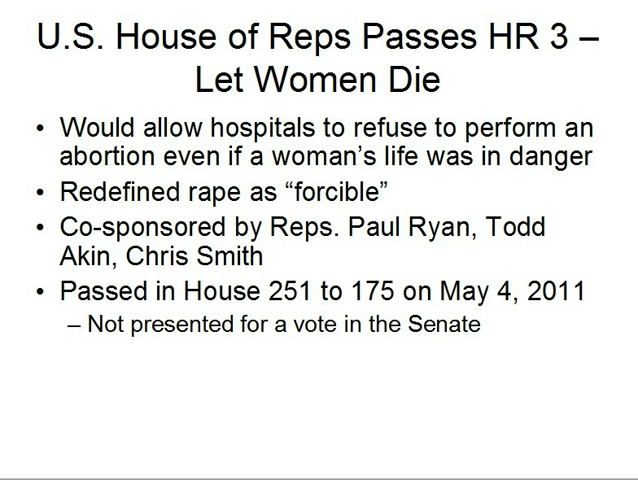 U.S. House of Reps Passes HR 3 –
Let Women Die
• Would allow hospitals to refuse to perform an
abortion even if a woman's life was in danger
• Redefined rape as “forcible”
• Co-sponsored by Reps. Paul Ryan, Todd
Akin, Chris Smith
• Passed in House 251 to 175 on May 4, 2011
– Not presented for a vote in the Senate